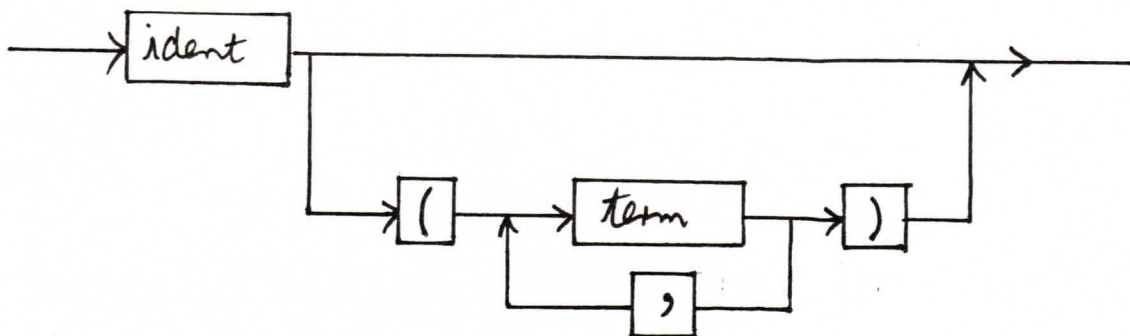 ident
( term )
,